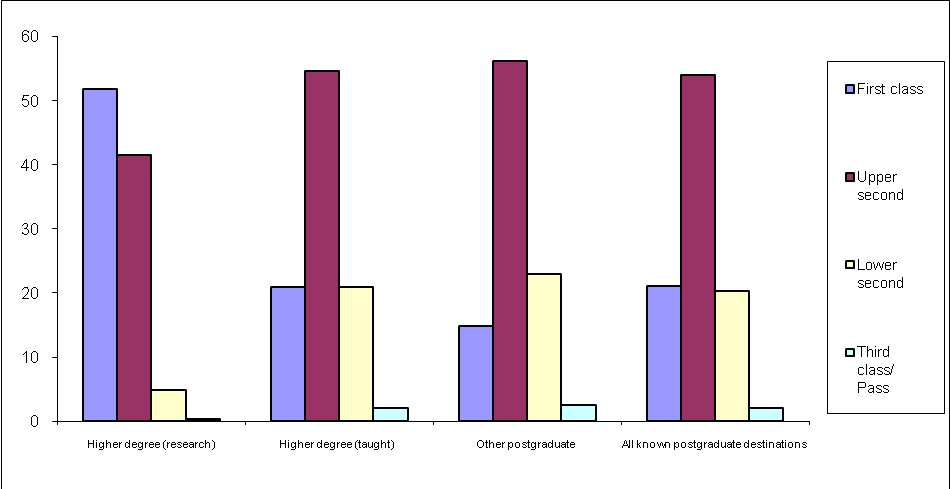 60
50
40
30
20
10
0
Higher degree (research)
Higher degree (taught)
Other postgraduate
All known postgraduate destinations
First class
Upper
second
Lower
second
Third
class/
Pass